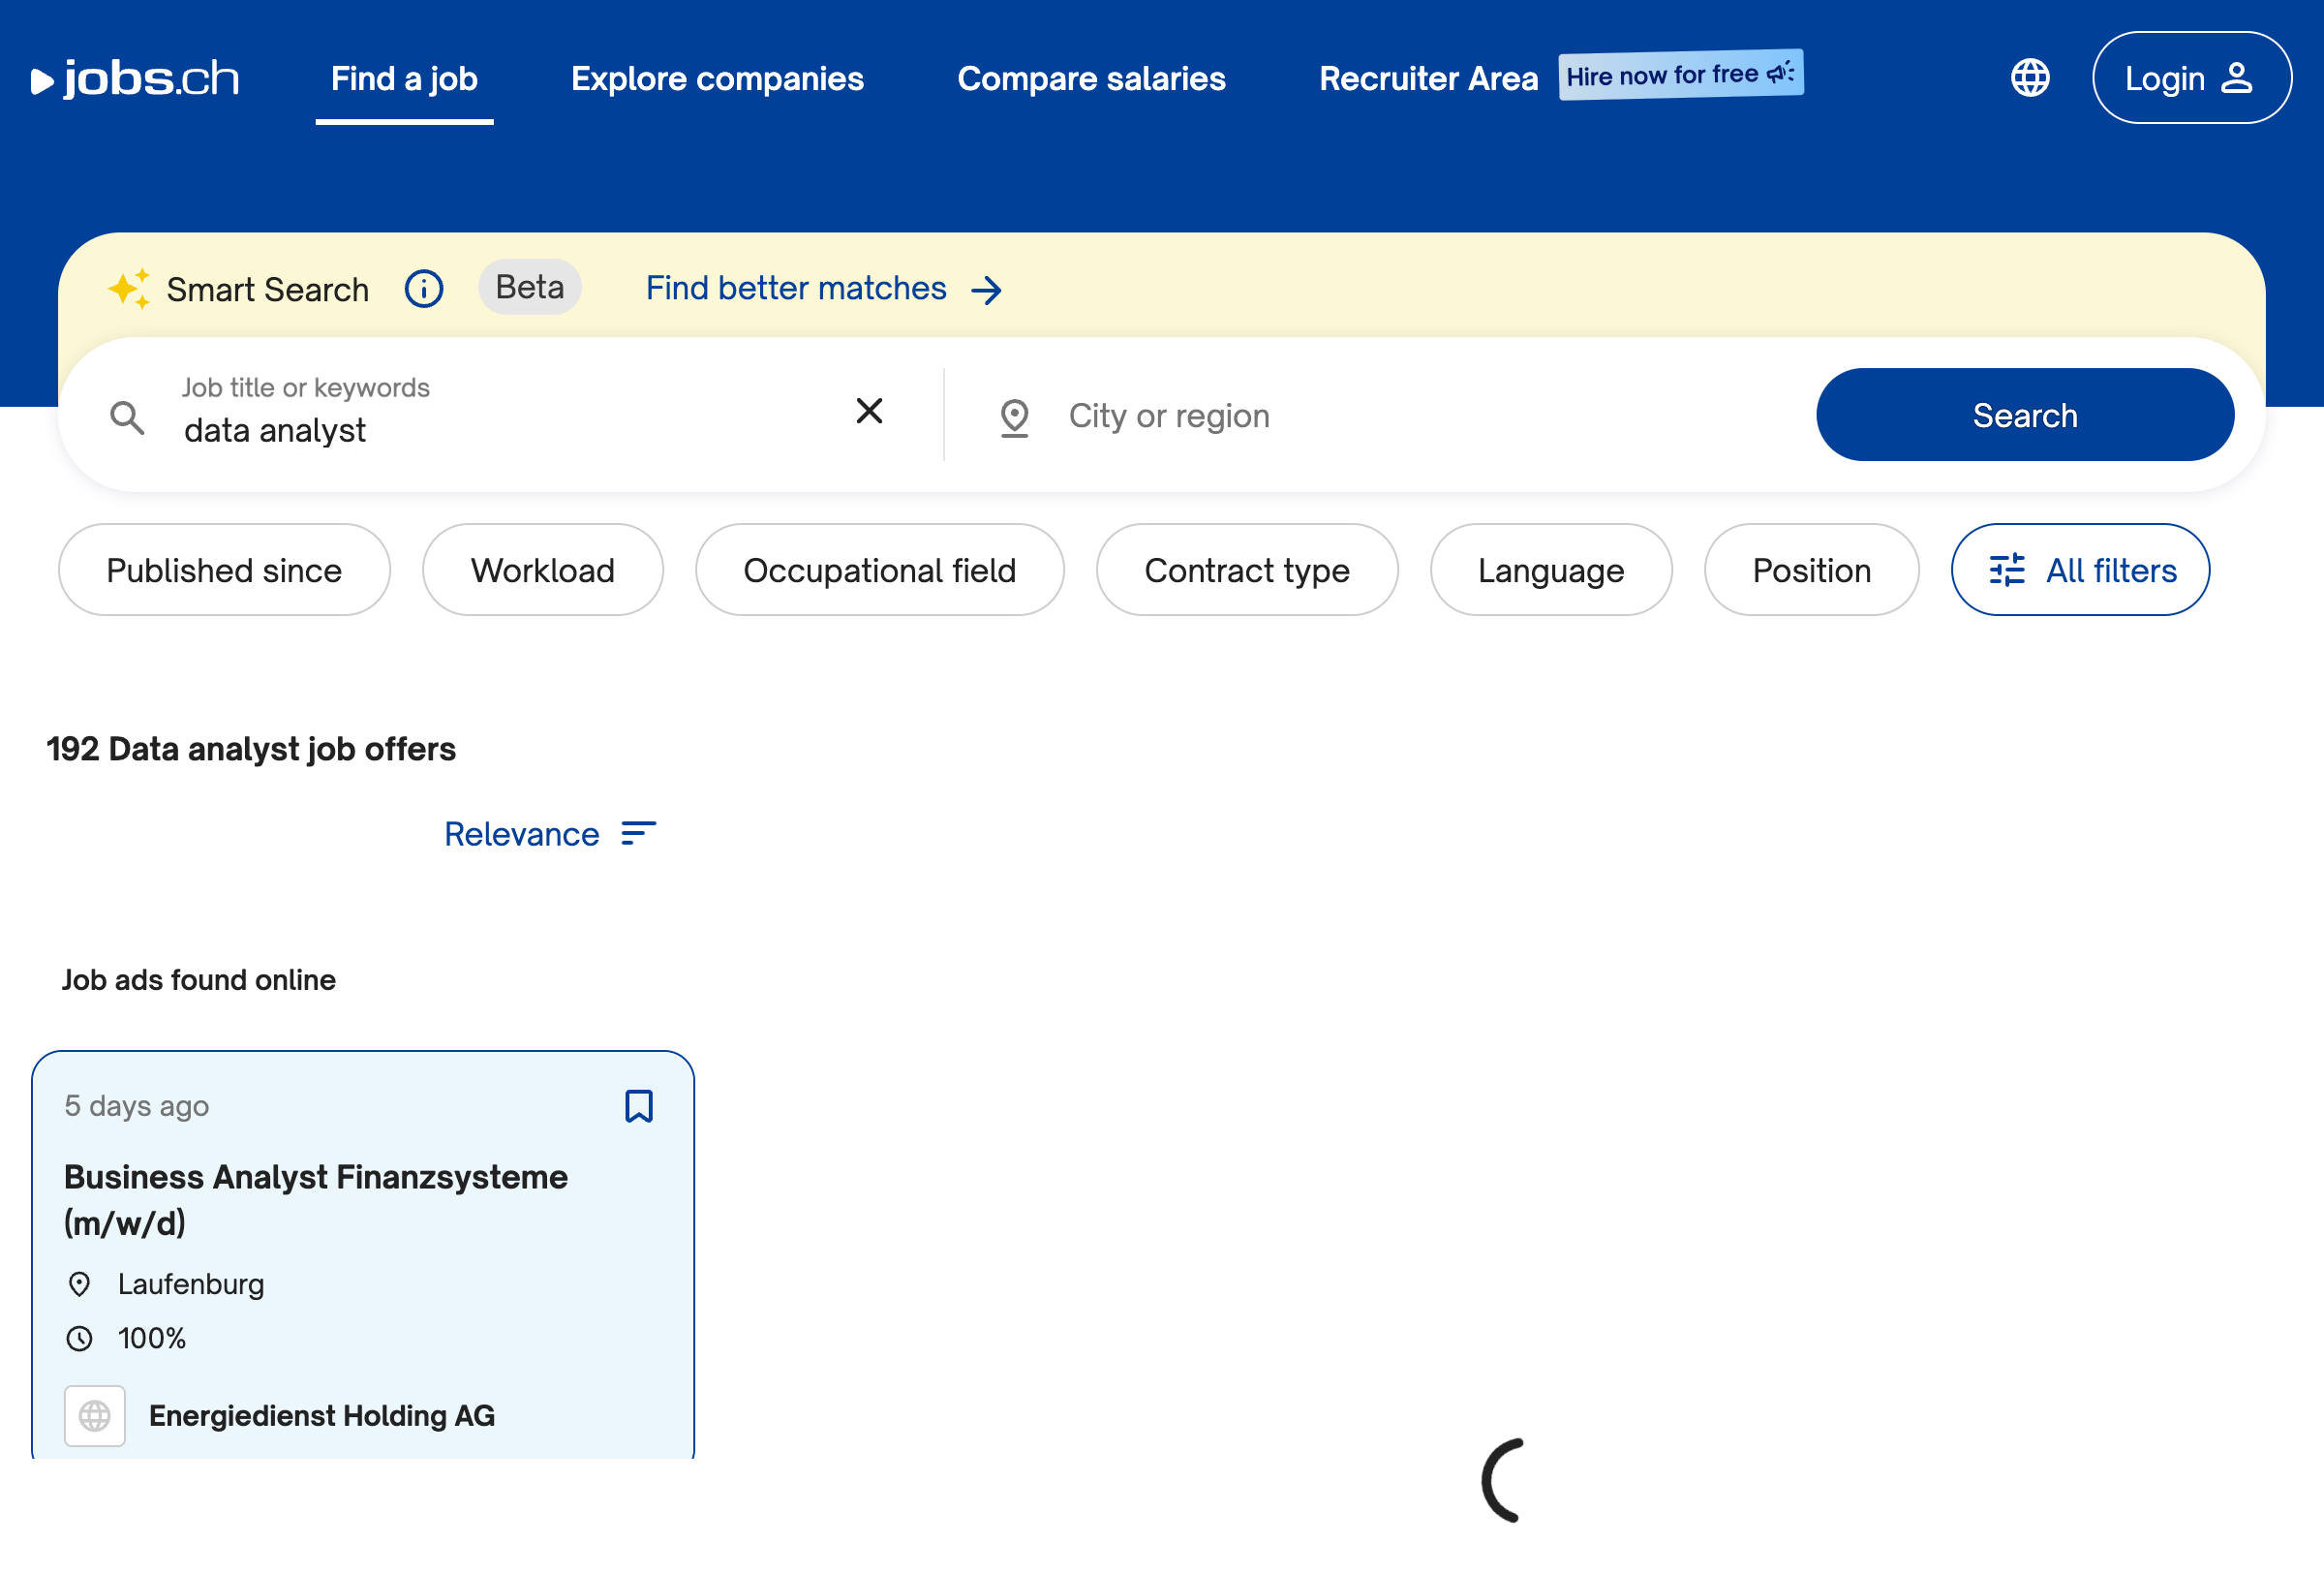 jobs.ch
Find a job
Explore companies
Compare salaries
Recruiter Area
Hire now for free
Login
Smart Search
Beta
Find better matches
Job title or keywords
data analyst
City or region
Search
Published since
Workload
Occupational field
Contract type
Language
Position
All filters
192 Data analyst job offers
Relevance
Job ads found online
5 days ago
Business Analyst Finanzsysteme
(m/w/d)
Laufenburg
100%
Energiedienst Holding AG